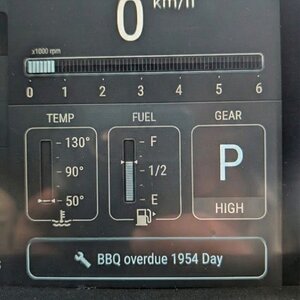 0 km/h
x1000 rpm
0 1 2 3 4 5 6
TEMP FUEL GEAR
130° F
90° 1/2 P
50° E
HIGH
BBQ overdue 1954 Day